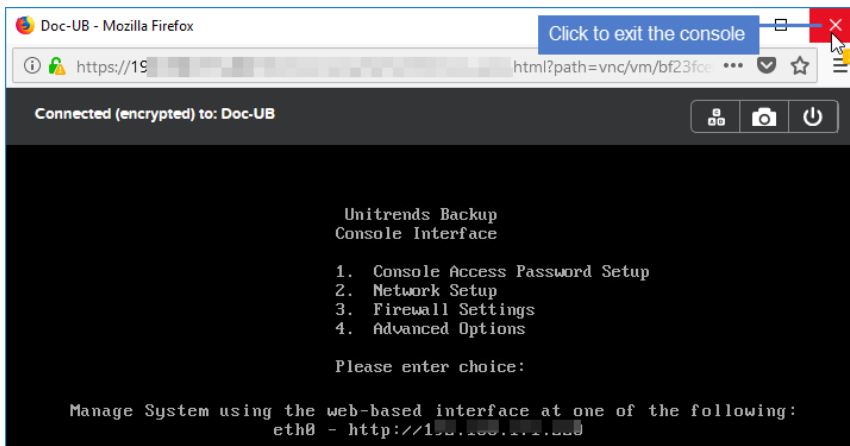 Doc-UB - Mozilla Firefox
Click to exit the console
https://19 html?path=vnc/vm/bf23fce
Connected (encrypted) to: Doc-UB
Unitrends Backup
Console Interface
1. Console Access Password Setup
2. Network Setup
3. Firewall Settings
4. Advanced Options
Please enter choice:
Manage System using the web-based interface at one of the following:
eth0 - http://1